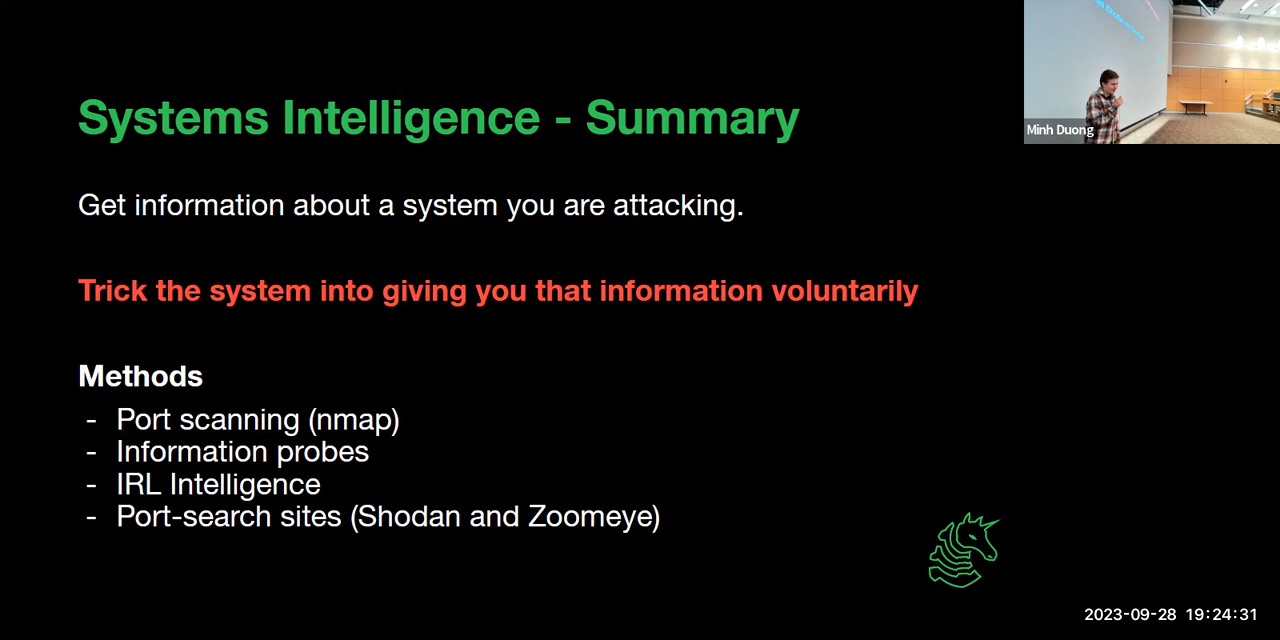 Systems Intelligence - Summary
Get information about a system you are attacking.
Trick the system into giving you that information voluntarily
Methods
- Port scanning (nmap)
- Information probes
- IRL Intelligence
- Port-search sites (Shodan and Zoomeye)
Minh Duong
2023-09-28 19:24:31